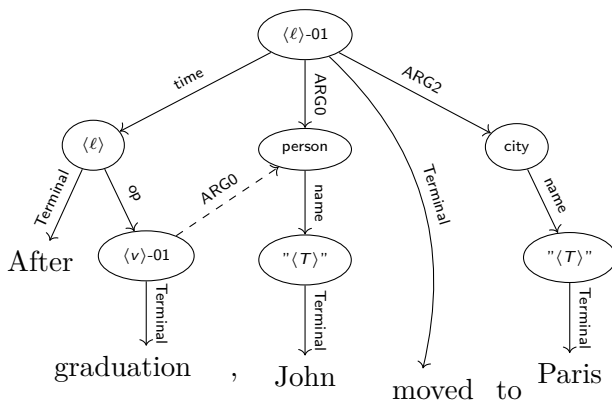 ⟨ℓ⟩-01
time
ARG0
ARG2
⟨ℓ⟩
person
city
Terminal
op
ARG0
name
Terminal
name
⟨v⟩-01
"⟨T⟩"
"⟨T⟩"
After
Terminal
Terminal
Terminal
graduation , John moved to Paris